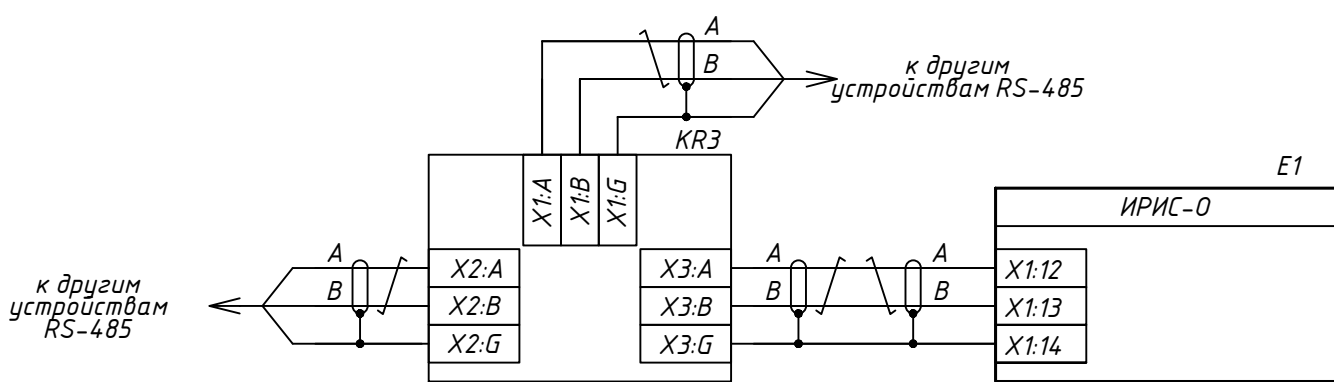 A
B
к другим
устройствам RS-485
KR3
X1:A
X1:B
X1:G
E1
ИРИС-О
A
B
X2:A
X2:B
X2:G
X3:A
X3:B
X3:G
A
B
A
B
X1:12
X1:13
X1:14
к другим
устройствам
RS-485